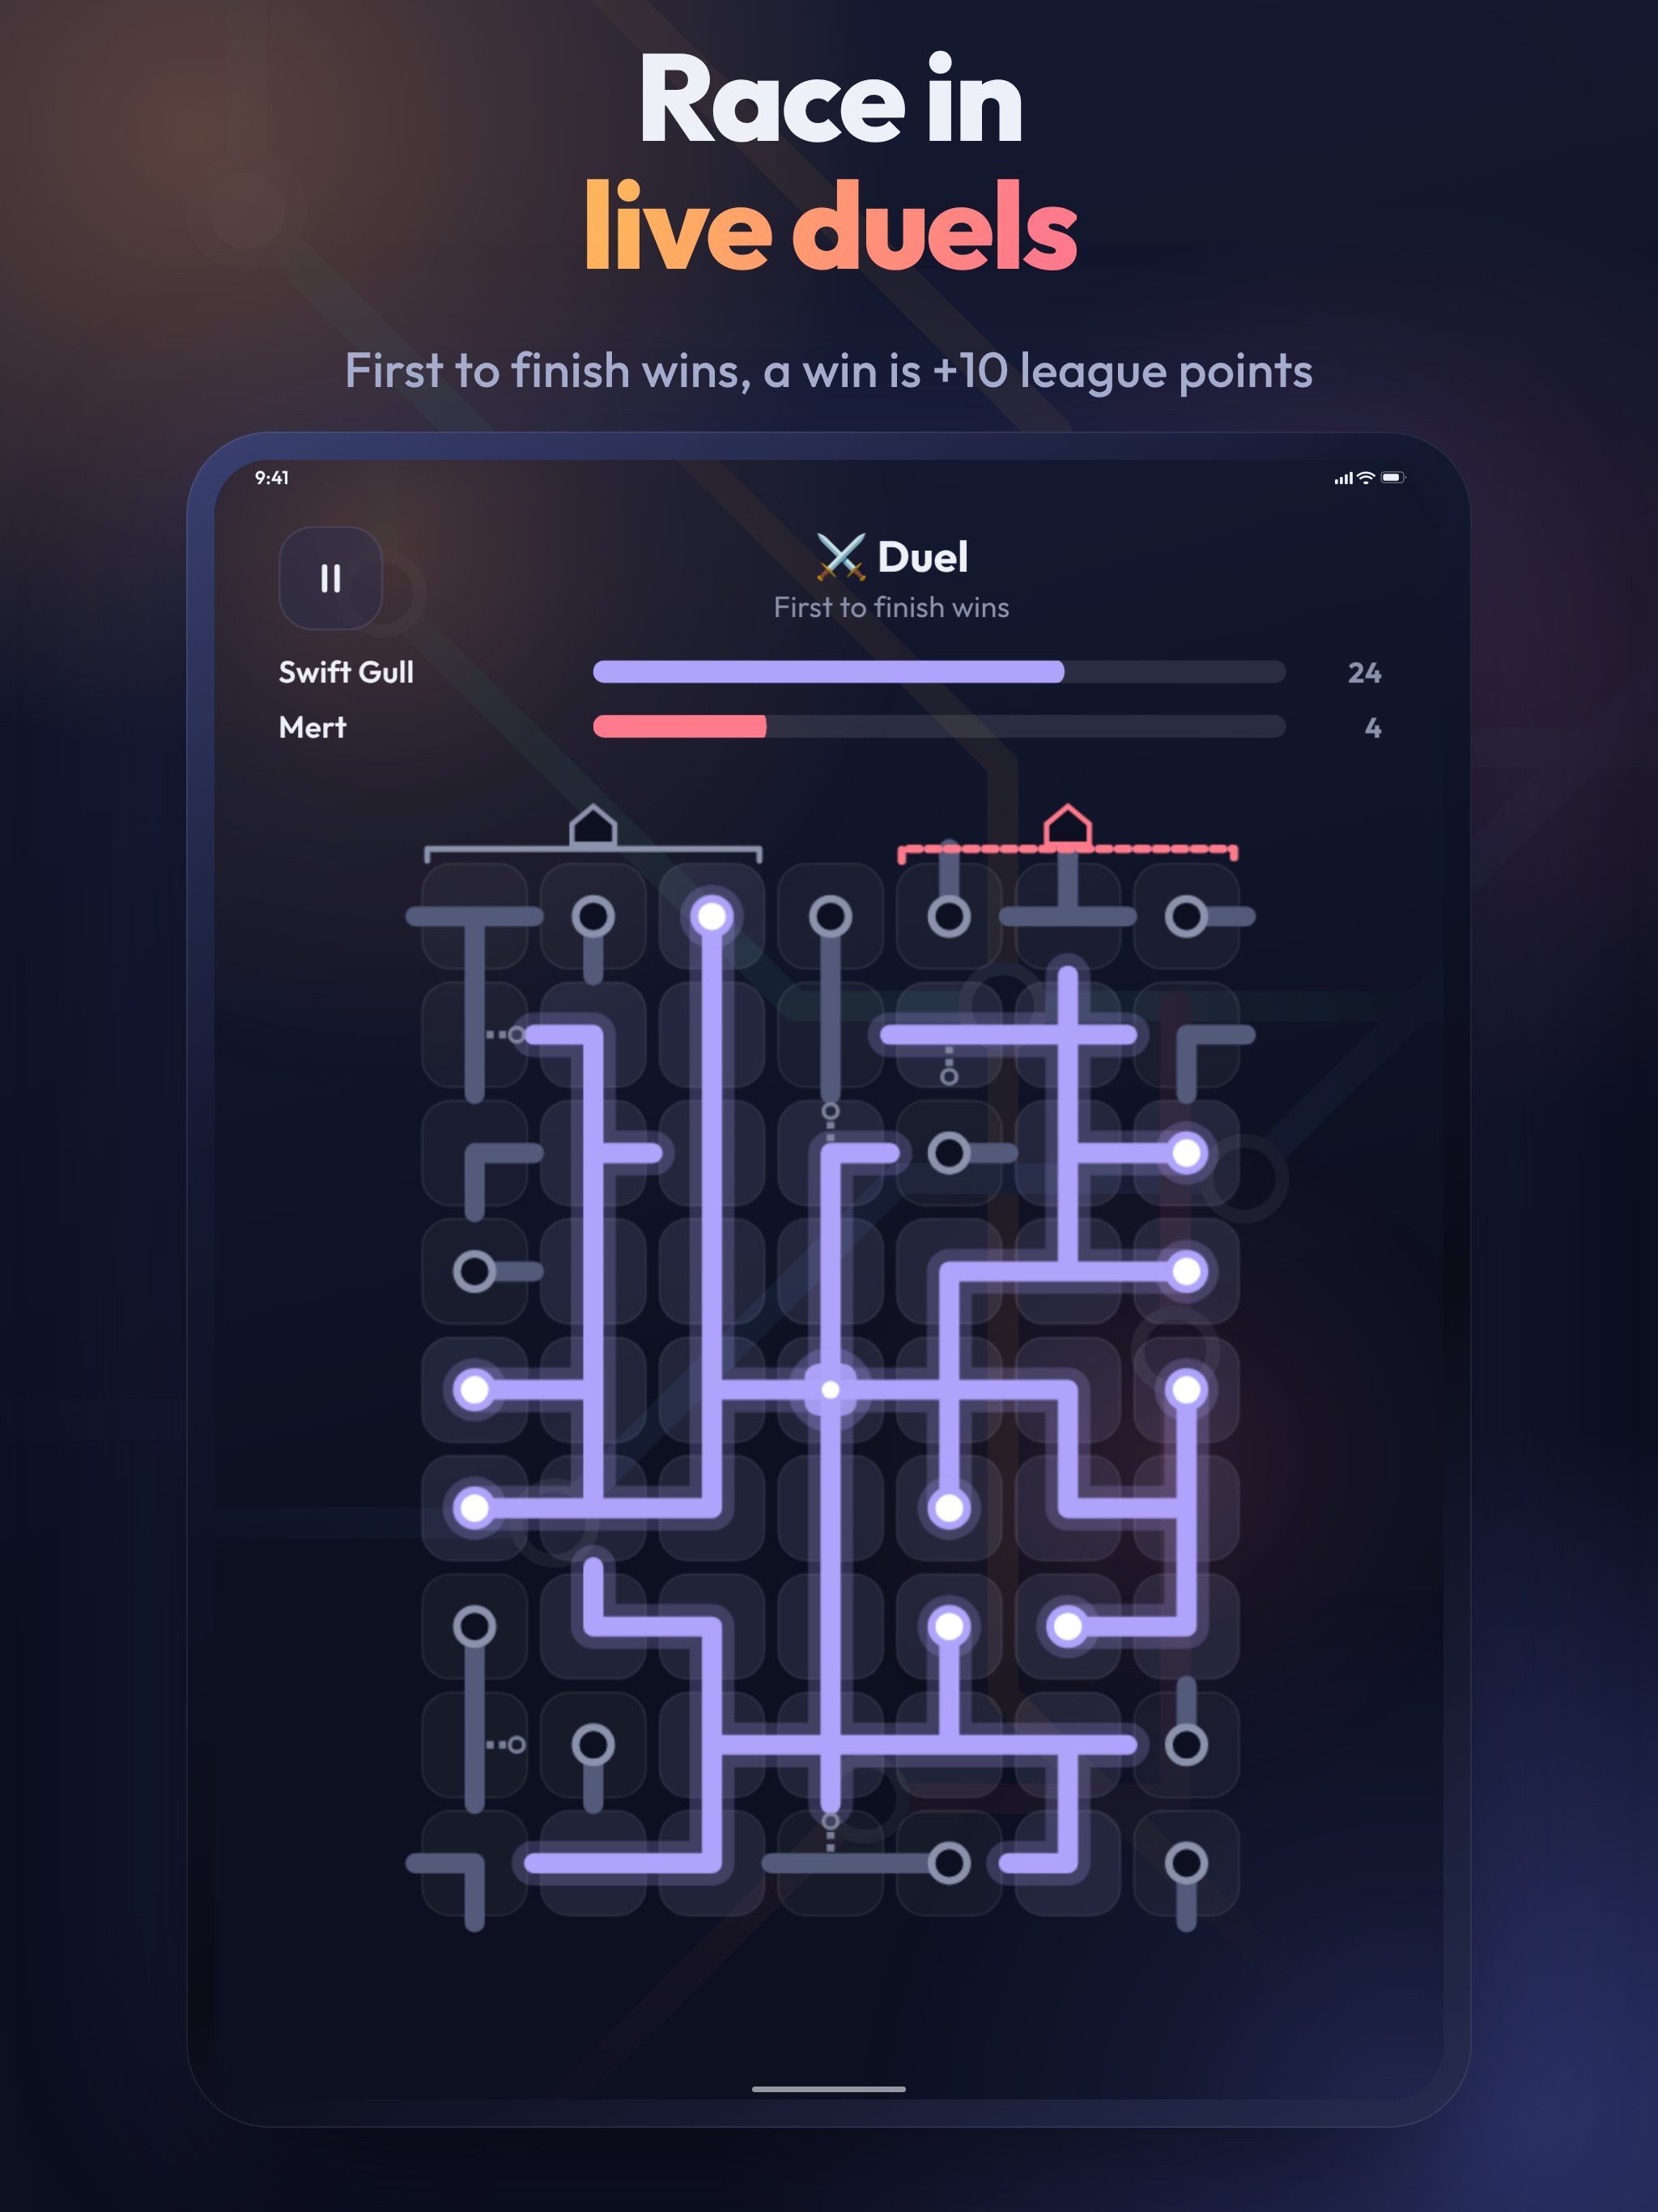 Race in
live duels
First to finish wins, a win is +10 league points
9:41
⚔️ Duel
First to finish wins
Swift Gull 24
Mert 4